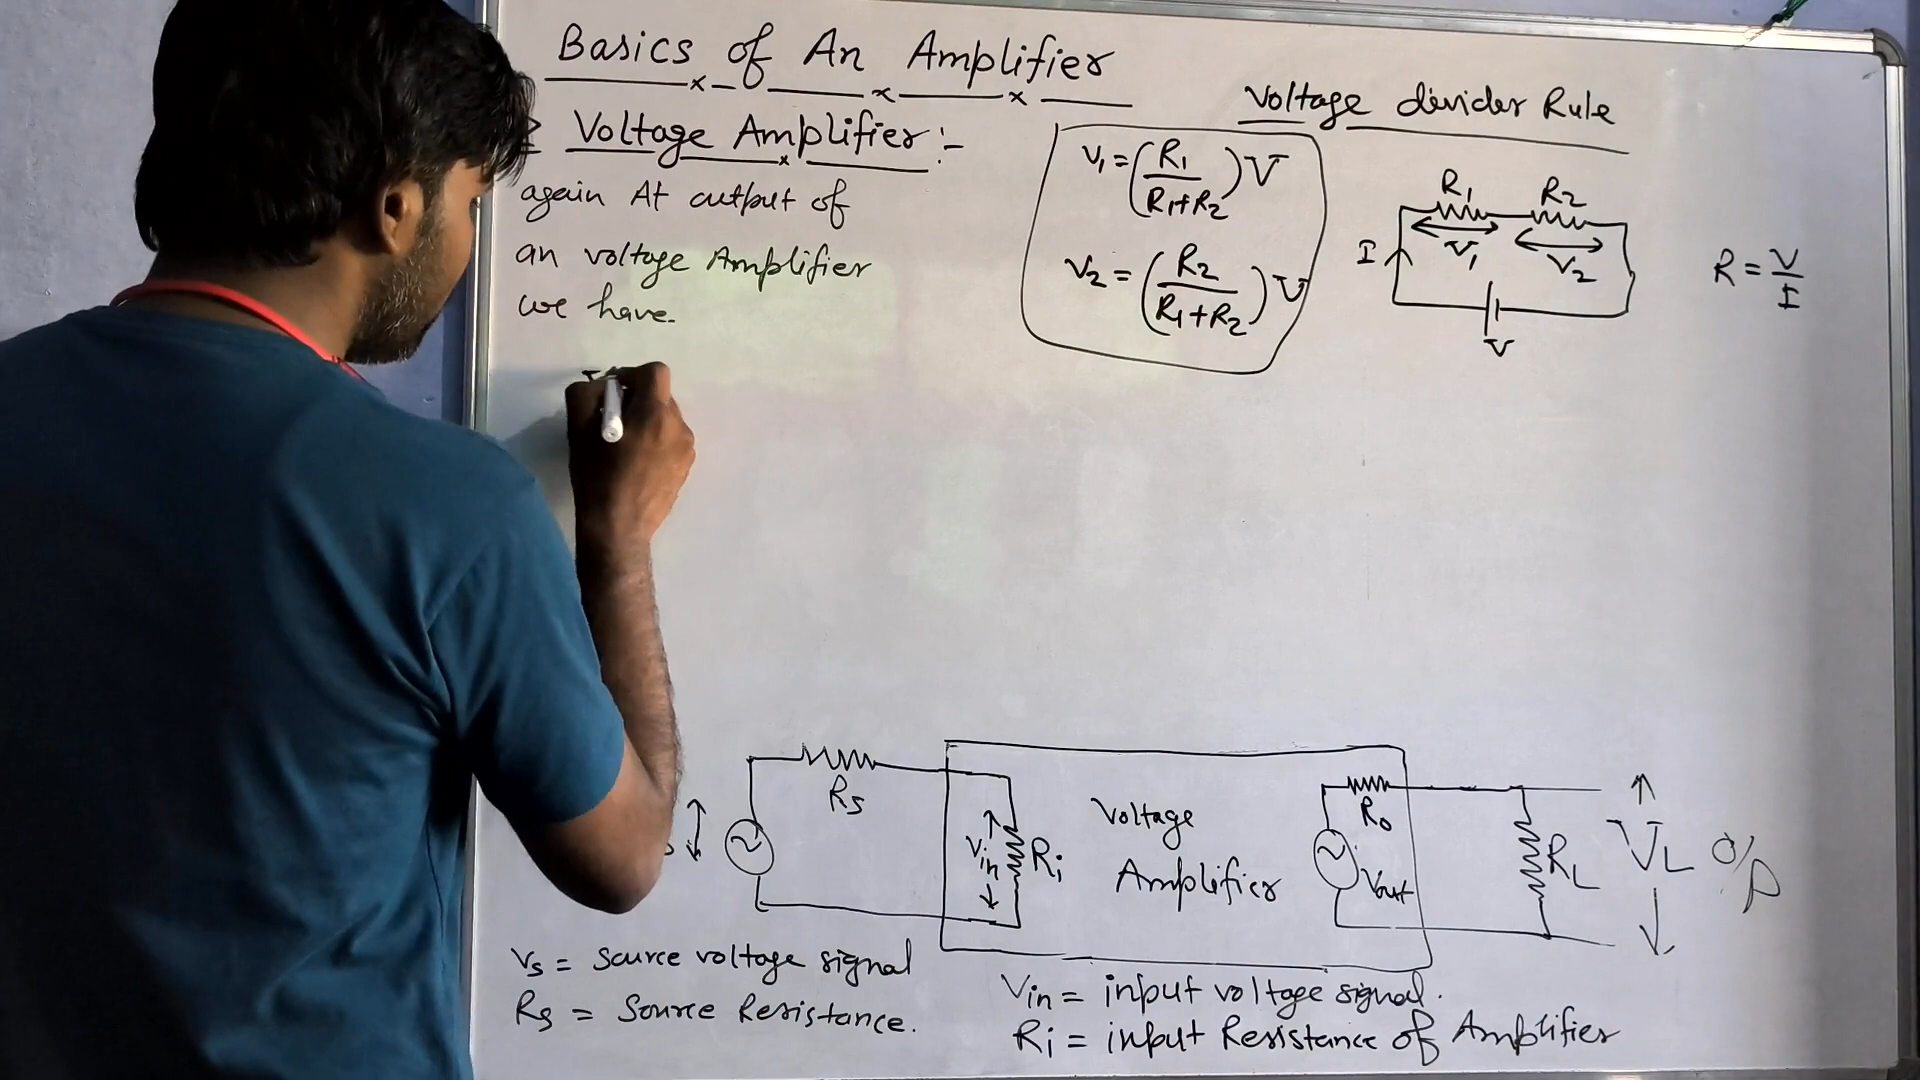 Basics of An Amplifier
Voltage Amplifier :-
again At output of
an voltage Amplifier
we have.
Voltage divider Rule
V₁ = (R₁ / R₁+R₂) V
V₂ = (R₂ / R₁+R₂) V
R₁ R₂
I V₁ V₂
V
R = V / I
Rs
Vin Ri
Voltage
Amplifier
Ro
Vout
RL VL O/P
Vs = source voltage signal
Rs = Source Resistance.
Vin = input voltage signal.
Ri = input Resistance of Amplifier